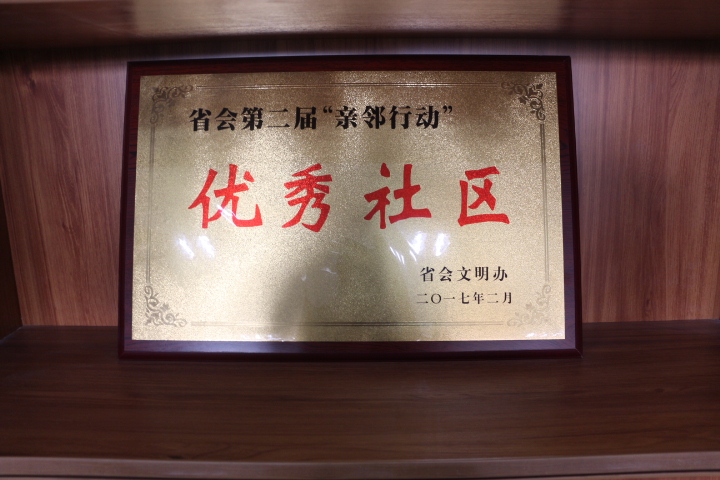 省会第二届“亲邻行动”
优秀社区
省会文明办
二〇一七年二月